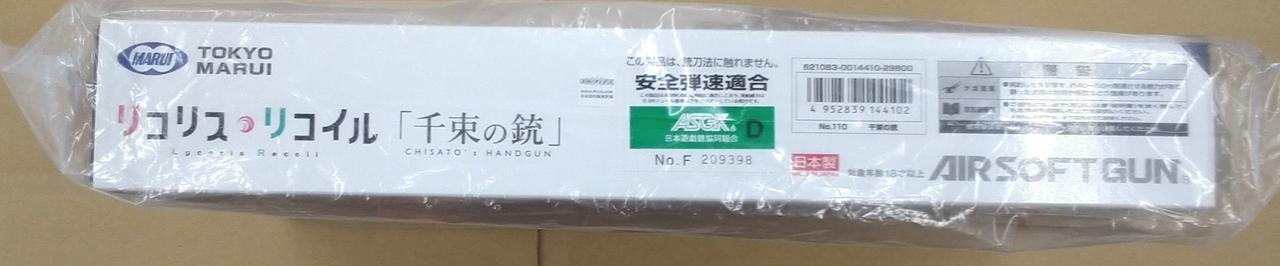 MARUI
TOKYO
MARUI
リコリス・リコイル
Lycoris Recoil
「千束の銃」
CHISATO's HANDGUN
この製品は、銃刀法に触れません。
安全弾速適合
ASGK D
日本遊戯銃協同組合
No.F 209398
621083-0014410-29800
4 952839 144102
No.110 千束の銃
日本製
対象年齢18才以上
AIRSOFTGUN
警告